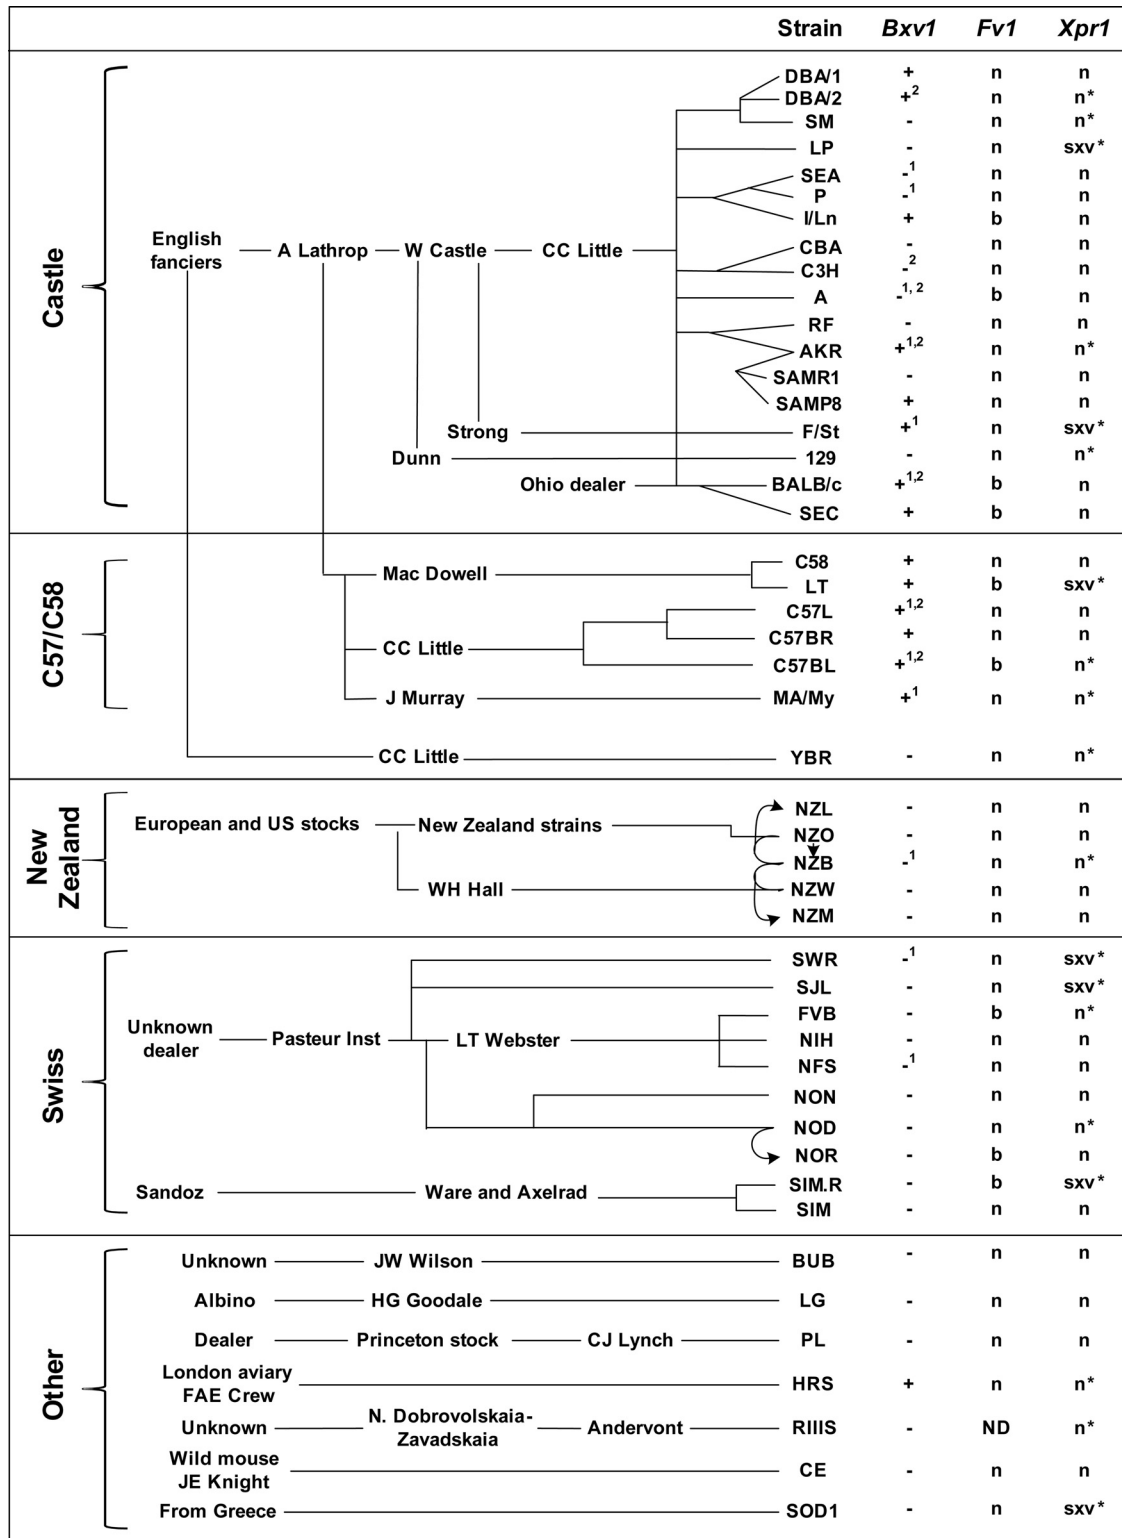 Strain Bxv1 Fv1 Xpr1
Castle
DBA/1 + n n
DBA/2 +2 n n*
SM - n n*
LP - n sxv*
SEA -1 n n
P -1 n n
I/Ln + b n
English fanciers A Lathrop W Castle CC Little
CBA - n n
C3H -2 n n
A -1, 2 b n
RF - n n
AKR +1,2 n n*
SAMR1 - n n
SAMP8 + n n
Strong F/St +1 n sxv*
Dunn 129 - n n*
Ohio dealer BALB/c +1,2 b n
SEC + b n
C57/C58
C58 + n n
Mac Dowell
LT + b sxv*
C57L +1,2 n n
C57BR + n n
CC Little
C57BL +1,2 b n*
J Murray MA/My +1 n n*
CC Little YBR - n n*
New Zealand
NZL - n n
European and US stocks New Zealand strains
NZO - n n
NZB -1 n n*
WH Hall NZW - n n
NZM - n n
Swiss
SWR -1 n sxv*
SJL - n sxv*
FVB - b n*
Unknown dealer Pasteur Inst LT Webster NIH - n n
NFS -1 n n
NON - n n
NOD - n n*
NOR - b n
SIM.R - b sxv*
Sandoz Ware and Axelrad
SIM - n n
Other
Unknown JW Wilson BUB - n n
Albino HG Goodale LG - n n
Dealer Princeton stock CJ Lynch PL - n n
London aviary
FAE Crew HRS + n n*
Unknown N. Dobrovolskaia-Zavadskaia Andervont RIIIS - ND n*
Wild mouse
JE Knight CE - n n
From Greece SOD1 - n sxv*